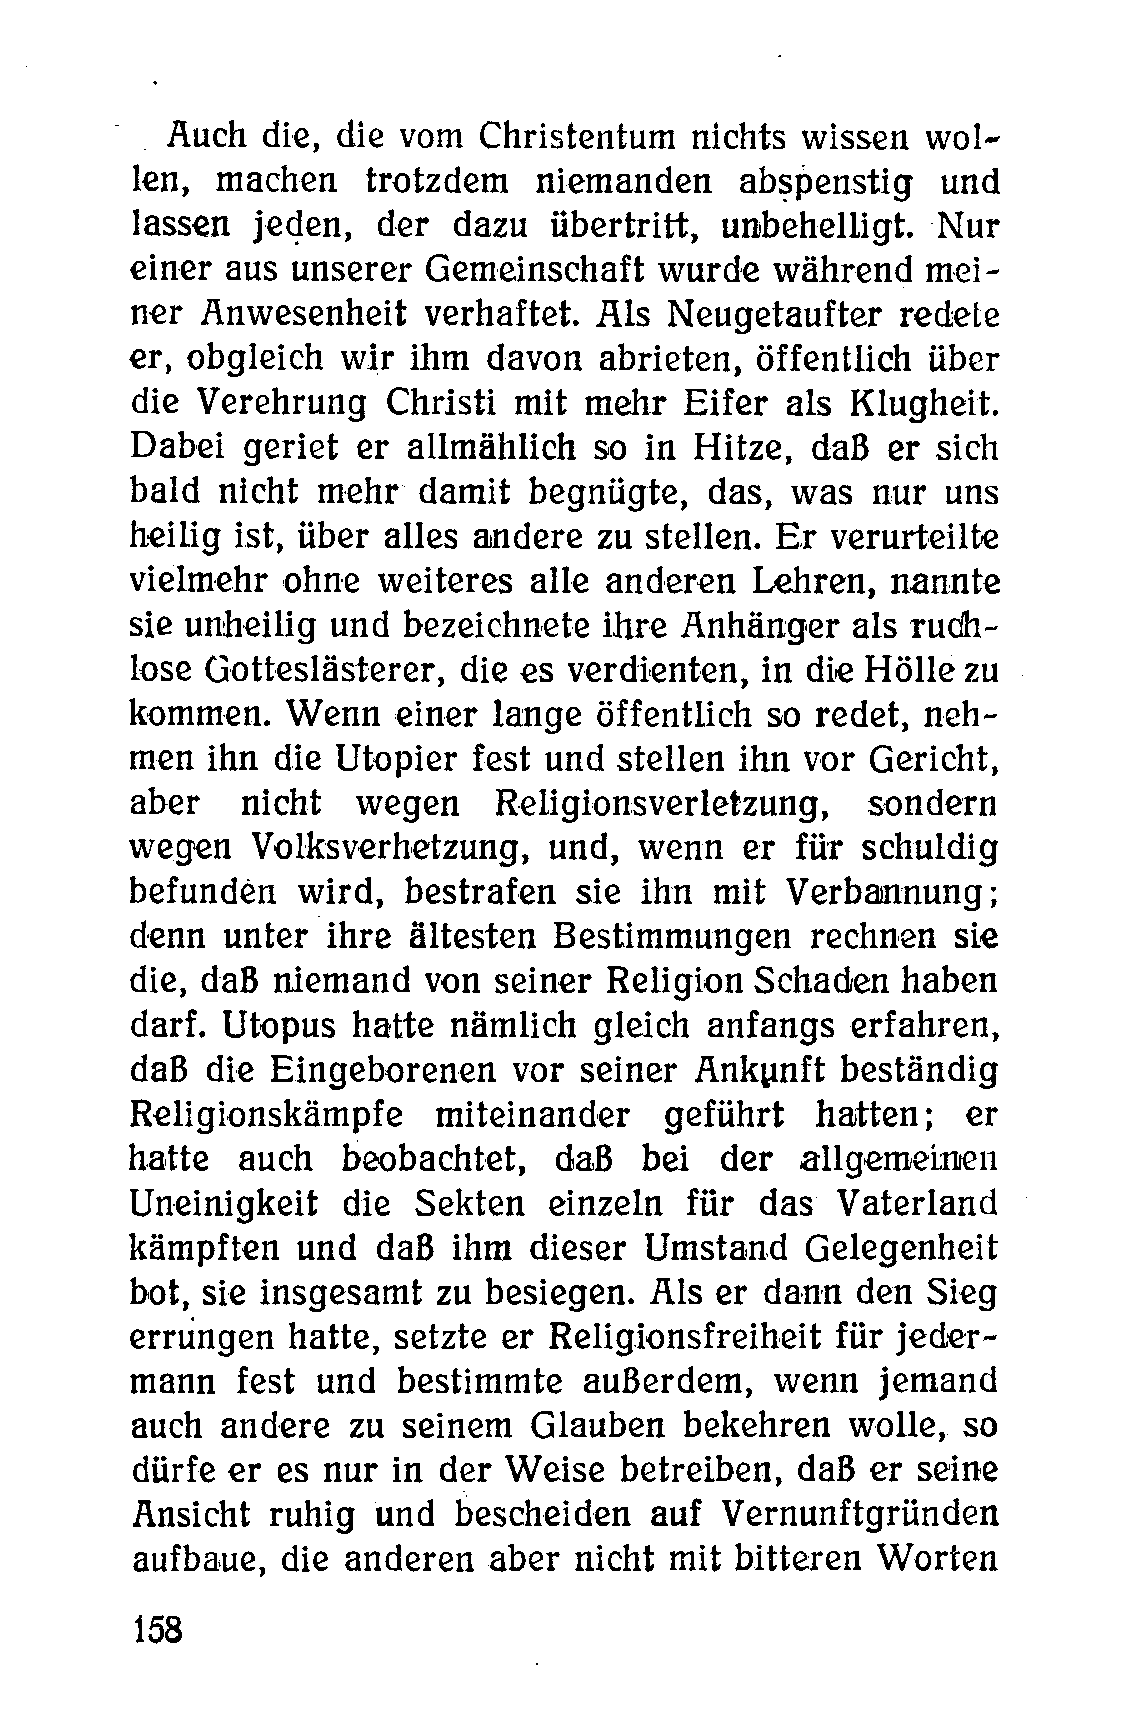 Auch die, die vom Christentum nichts wissen wol-
len, machen trotzdem niemanden abspenstig und
lassen jeden, der dazu übertritt, unbehelligt. Nur
einer aus unserer Gemeinschaft wurde während mei-
ner Anwesenheit verhaftet. Als Neugetaufter redete
er, obgleich wir ihm davon abrieten, öffentlich über
die Verehrung Christi mit mehr Eifer als Klugheit.
Dabei geriet er allmählich so in Hitze, daß er sich
bald nicht mehr damit begnügte, das, was nur uns
heilig ist, über alles andere zu stellen. Er verurteilte
vielmehr ohne weiteres alle anderen Lehren, nannte
sie unheilig und bezeichnete ihre Anhänger als ruch-
lose Gotteslästerer, die es verdienten, in die Hölle zu
kommen. Wenn einer lange öffentlich so redet, neh-
men ihn die Utopier fest und stellen ihn vor Gericht,
aber nicht wegen Religionsverletzung, sondern
wegen Volksverhetzung, und, wenn er für schuldig
befunden wird, bestrafen sie ihn mit Verbannung;
denn unter ihre ältesten Bestimmungen rechnen sie
die, daß niemand von seiner Religion Schaden haben
darf. Utopus hatte nämlich gleich anfangs erfahren,
daß die Eingeborenen vor seiner Ankunft beständig
Religionskämpfe miteinander geführt hatten; er
hatte auch beobachtet, daß bei der allgemeinen
Uneinigkeit die Sekten einzeln für das Vaterland
kämpften und daß ihm dieser Umstand Gelegenheit
bot, sie insgesamt zu besiegen. Als er dann den Sieg
errungen hatte, setzte er Religionsfreiheit für jeder-
mann fest und bestimmte außerdem, wenn jemand
auch andere zu seinem Glauben bekehren wolle, so
dürfe er es nur in der Weise betreiben, daß er seine
Ansicht ruhig und bescheiden auf Vernunftgründen
aufbaue, die anderen aber nicht mit bitteren Worten
158